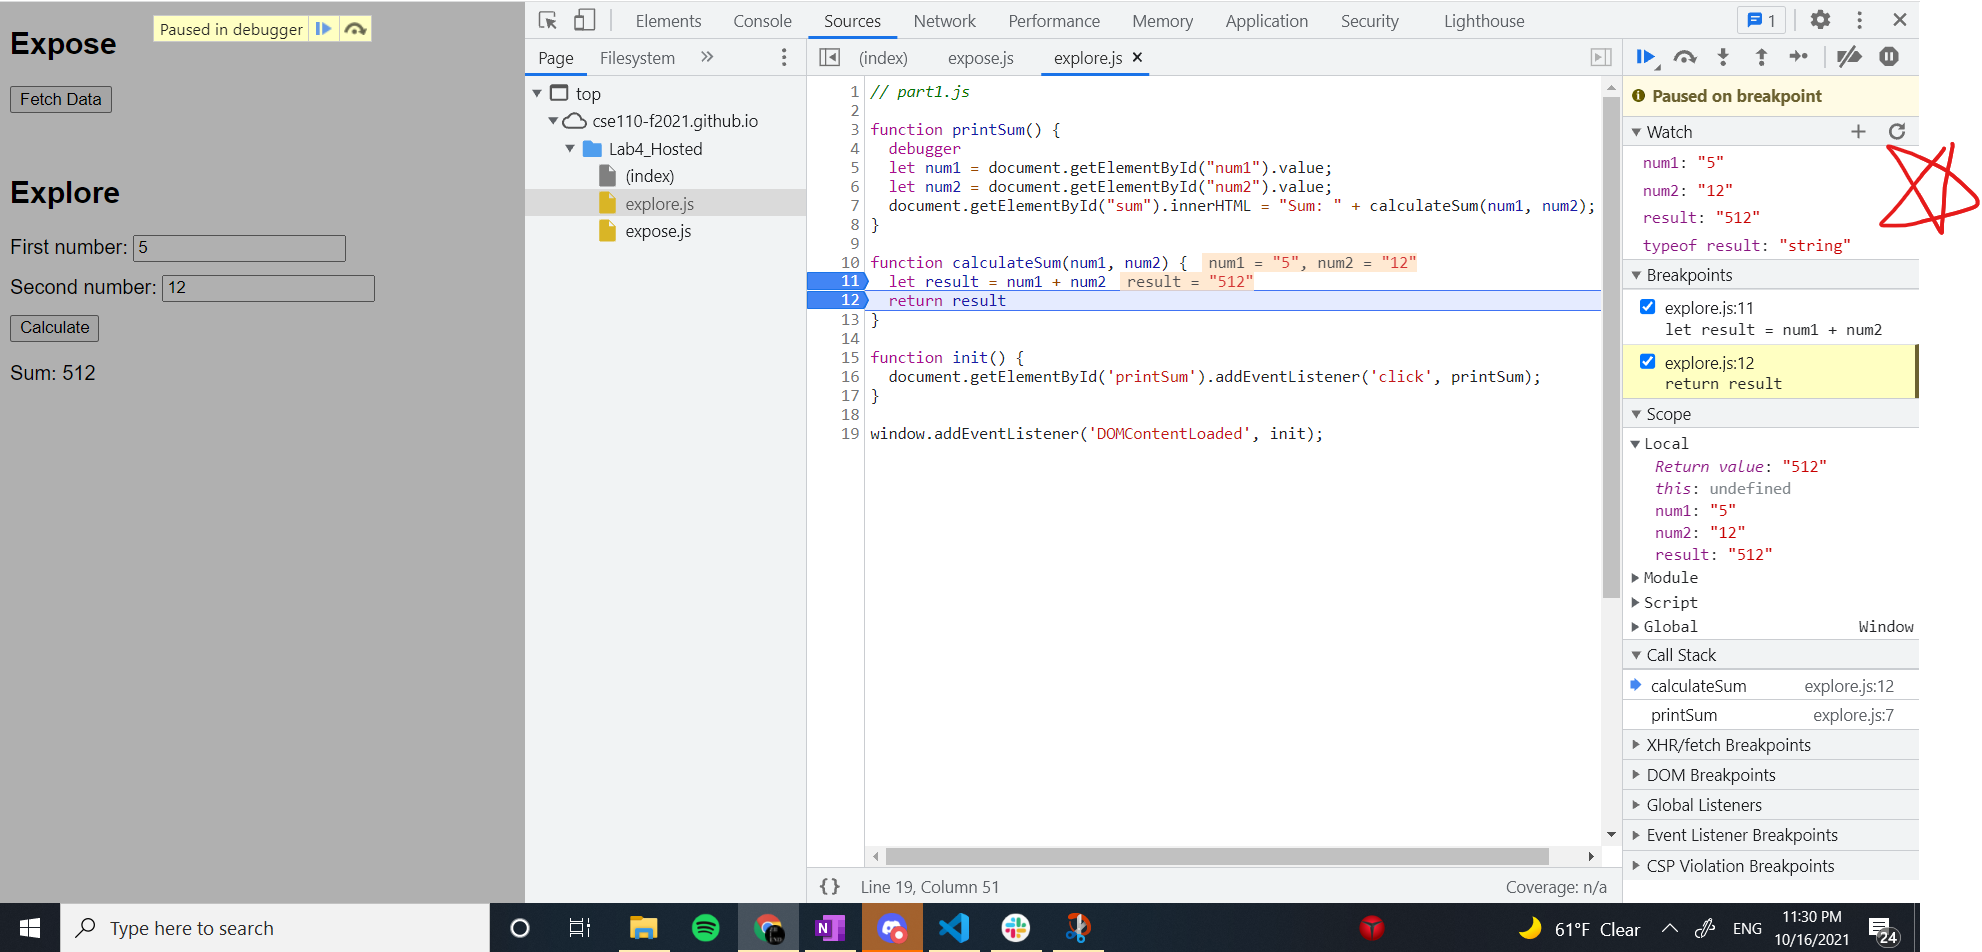 Expose
Paused in debugger
Fetch Data
Explore
First number: 5
Second number: 12
Calculate
Sum: 512
Elements Console Sources Network Performance Memory Application Security Lighthouse 1
Page Filesystem
top
cse110-f2021.github.io
Lab4_Hosted
(index)
explore.js
expose.js
(index) expose.js explore.js
1 // part1.js
2
3 function printSum() {
4 debugger
5 let num1 = document.getElementById("num1").value;
6 let num2 = document.getElementById("num2").value;
7 document.getElementById("sum").innerHTML = "Sum: " + calculateSum(num1, num2);
8 }
9
10 function calculateSum(num1, num2) { num1 = "5", num2 = "12"
11 let result = num1 + num2 result = "512"
12 return result
13 }
14
15 function init() {
16 document.getElementById('printSum').addEventListener('click', printSum);
17 }
18
19 window.addEventListener('DOMContentLoaded', init);
{} Line 19, Column 51 Coverage: n/a
Paused on breakpoint
Watch
num1: "5"
num2: "12"
result: "512"
typeof result: "string"
Breakpoints
explore.js:11
let result = num1 + num2
explore.js:12
return result
Scope
Local
Return value: "512"
this: undefined
num1: "5"
num2: "12"
result: "512"
Module
Script
Global Window
Call Stack
calculateSum explore.js:12
printSum explore.js:7
XHR/fetch Breakpoints
DOM Breakpoints
Global Listeners
Event Listener Breakpoints
CSP Violation Breakpoints
Type here to search
N
61°F Clear
ENG
11:30 PM
10/16/2021
24